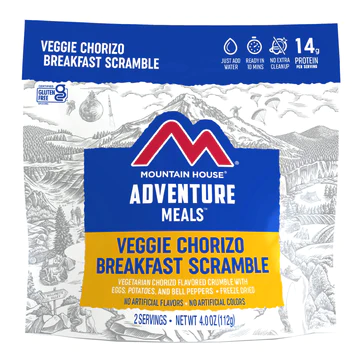 VEGGIE CHORIZO
BREAKFAST SCRAMBLE
JUST ADD
WATER
READY IN
10 MINS
NO EXTRA
CLEANUP
14g
PROTEIN
PER SERVING
CERTIFIED
GLUTEN
FREE
MOUNTAIN HOUSE®
ADVENTURE
MEALS™
VEGGIE CHORIZO
BREAKFAST SCRAMBLE
VEGETARIAN CHORIZO FLAVORED CRUMBLE WITH
EGGS, POTATOES, AND BELL PEPPERS • FREEZE DRIED
NO ARTIFICIAL FLAVORS • NO ARTIFICIAL COLORS
2 SERVINGS • NET WT. 4.0 OZ (112g)